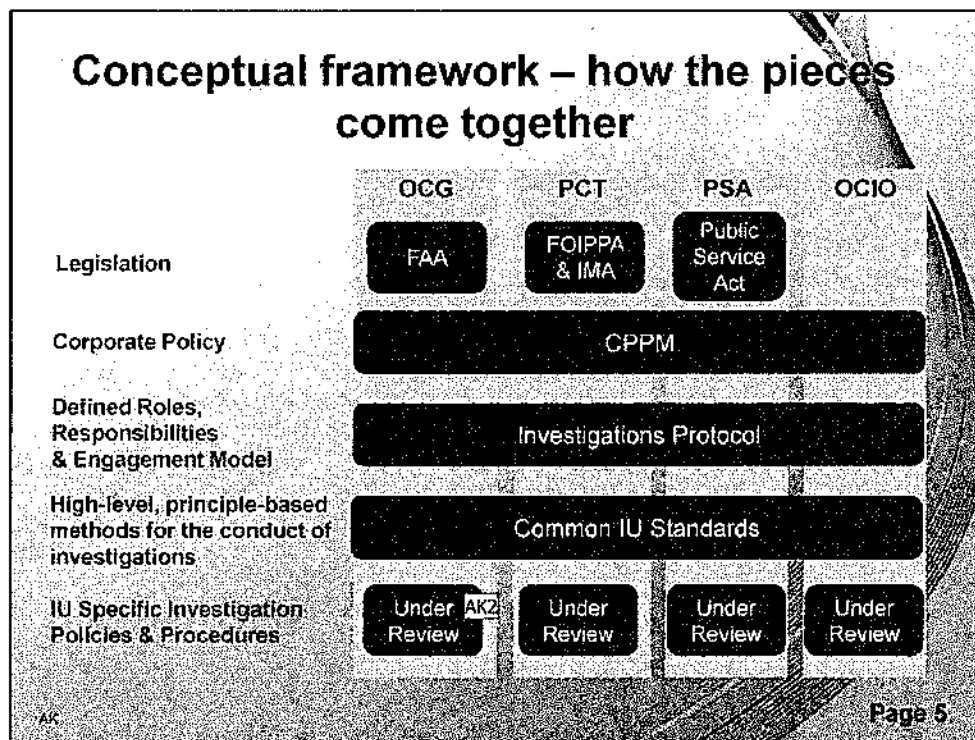 Conceptual framework – how the pieces
come together
OCG PCT PSA OCIO
Legislation
FAA
FOIPPA
& IMA
Public
Service
Act
Corporate Policy
CPPM
Defined Roles,
Responsibilities
& Engagement Model
Investigations Protocol
High-level, principle-based
methods for the conduct of
investigations
Common IU Standards
IU Specific Investigation
Policies & Procedures
Under
Review
AK2
Under
Review
Under
Review
Under
Review
AK
Page 5